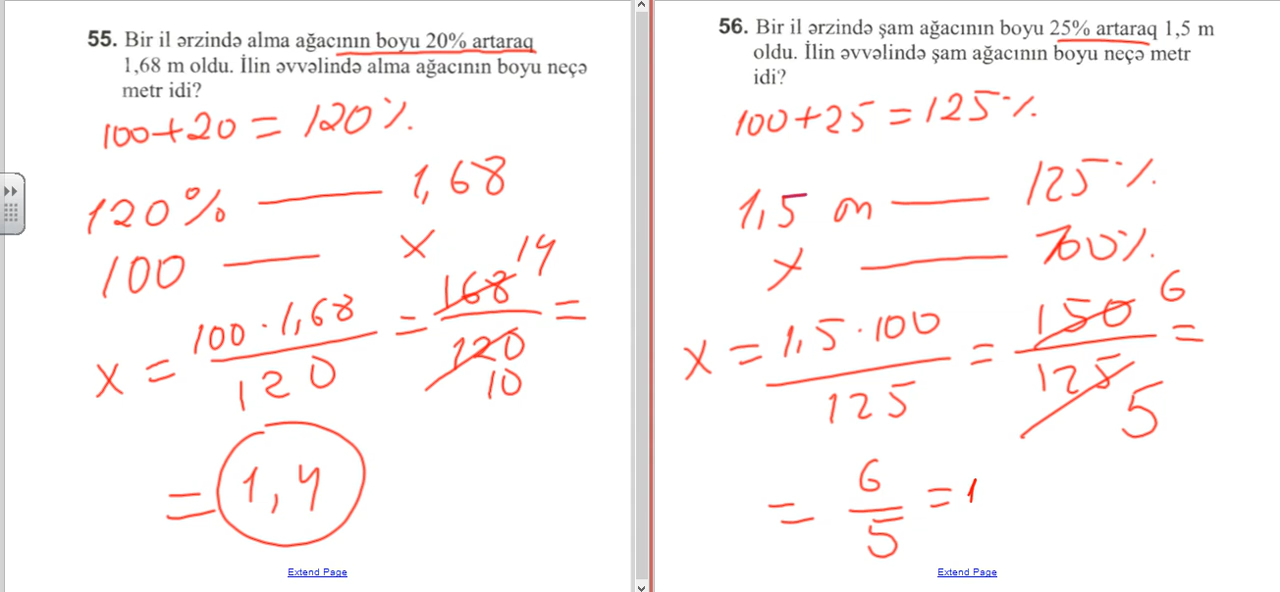 55. Bir il ərzində alma ağacının boyu 20% artaraq
1,68 m oldu. İlin əvvəlində alma ağacının boyu neçə
metr idi?
100+20 = 120%
120% — 1,68
100 — x
x = 100 · 1,68 / 120 = 168 / 120 =
14
10
= 1,4
Extend Page
56. Bir il ərzində şam ağacının boyu 25% artaraq 1,5 m
oldu. İlin əvvəlində şam ağacının boyu neçə metr
idi?
100+25 = 125%
1,5 m — 125%
x — 100%
x = 1,5 · 100 / 125 = 150 / 125 =
6
5
= 6 / 5 = 1
Extend Page